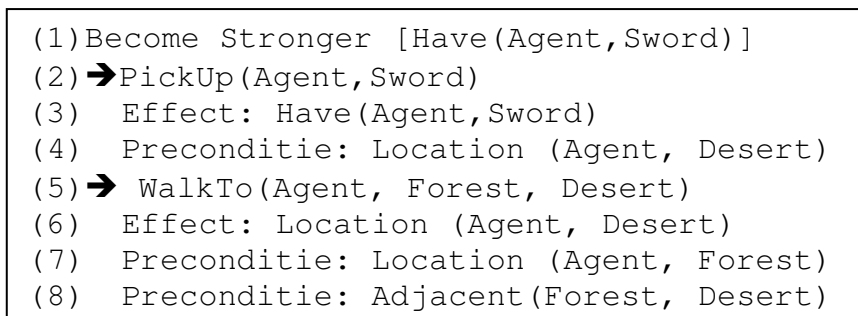 (1)Become Stronger [Have(Agent,Sword)]
(2)➔PickUp(Agent,Sword)
(3)  Effect: Have(Agent,Sword)
(4)  Preconditie: Location (Agent, Desert)
(5)➔ WalkTo(Agent, Forest, Desert)
(6)  Effect: Location (Agent, Desert)
(7)  Preconditie: Location (Agent, Forest)
(8)  Preconditie: Adjacent(Forest, Desert)